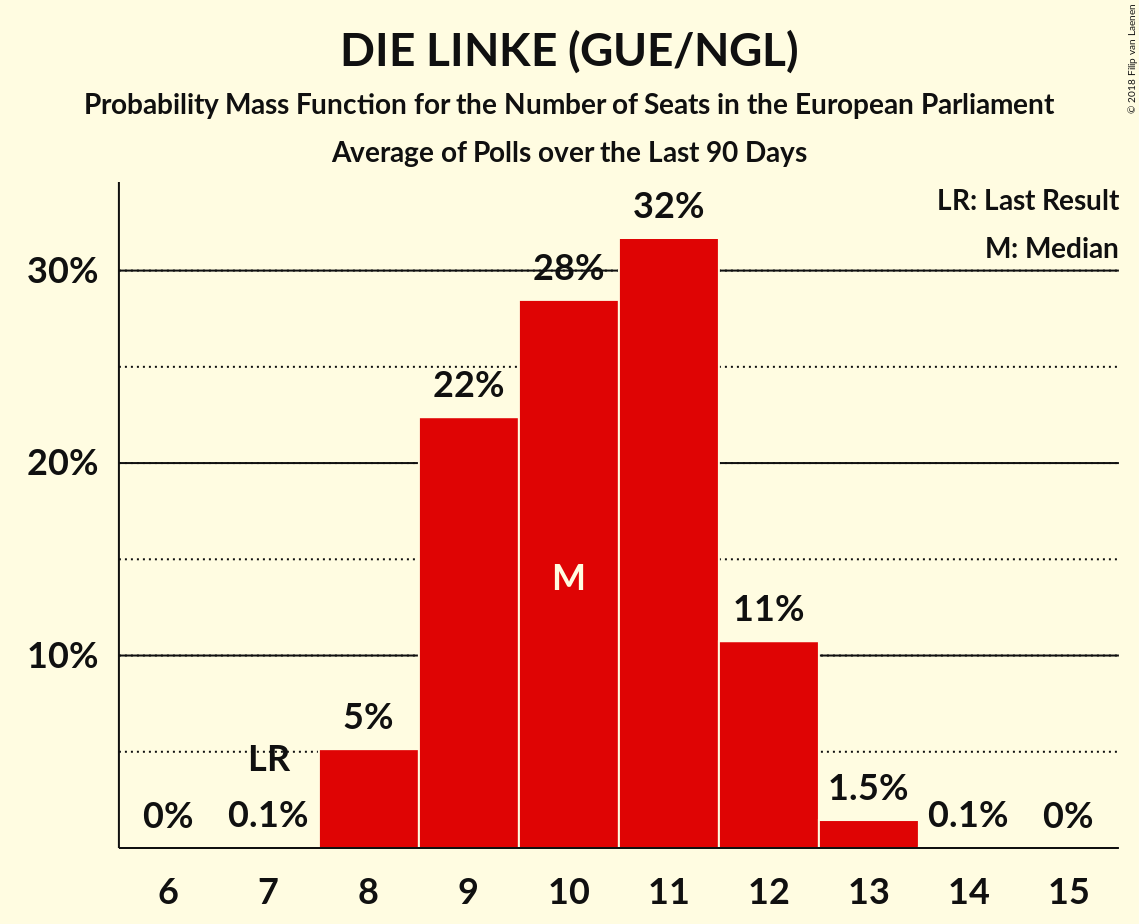 DIE LINKE (GUE/NGL)
Probability Mass Function for the Number of Seats in the European Parliament
Average of Polls over the Last 90 Days
© 2018 Filip van Laenen
LR: Last Result
M: Median
32%
30%
28%
22%
20%
M
11%
10%
5%
LR
1.5%
0%
0.1%
0.1%
0%
6 7 8 9 10 11 12 13 14 15